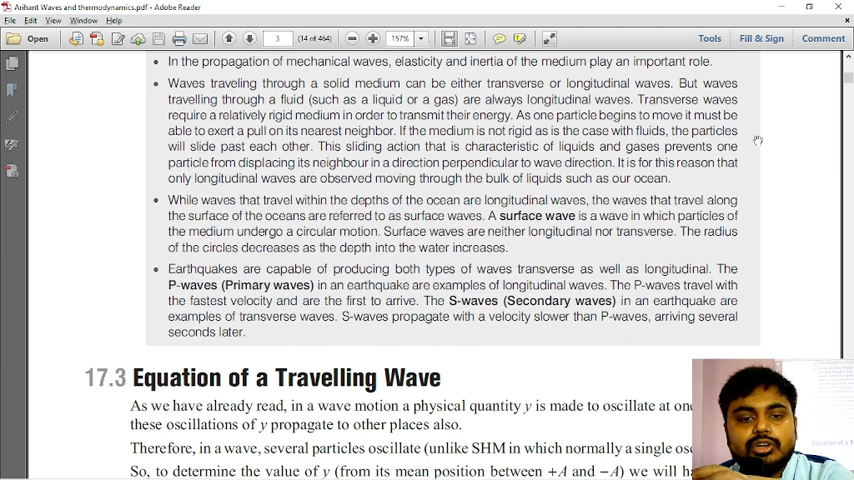 Arihant Waves and thermodynamics.pdf - Adobe Reader
File Edit View Window Help
Open 3 (14 of 464) 157% Tools Fill & Sign Comment
• In the propagation of mechanical waves, elasticity and inertia of the medium play an important role.
• Waves traveling through a solid medium can be either transverse or longitudinal waves. But waves
travelling through a fluid (such as a liquid or a gas) are always longitudinal waves. Transverse waves
require a relatively rigid medium in order to transmit their energy. As one particle begins to move it must be
able to exert a pull on its nearest neighbor. If the medium is not rigid as is the case with fluids, the particles
will slide past each other. This sliding action that is characteristic of liquids and gases prevents one
particle from displacing its neighbour in a direction perpendicular to wave direction. It is for this reason that
only longitudinal waves are observed moving through the bulk of liquids such as our ocean.
• While waves that travel within the depths of the ocean are longitudinal waves, the waves that travel along
the surface of the oceans are referred to as surface waves. A surface wave is a wave in which particles of
the medium undergo a circular motion. Surface waves are neither longitudinal nor transverse. The radius
of the circles decreases as the depth into the water increases.
• Earthquakes are capable of producing both types of waves transverse as well as longitudinal. The
P-waves (Primary waves) in an earthquake are examples of longitudinal waves. The P-waves travel with
the fastest velocity and are the first to arrive. The S-waves (Secondary waves) in an earthquake are
examples of transverse waves. S-waves propagate with a velocity slower than P-waves, arriving several
seconds later.
17.3 Equation of a Travelling Wave
As we have already read, in a wave motion a physical quantity y is made to oscillate at one
these oscillations of y propagate to other places also.
Therefore, in a wave, several particles oscillate (unlike SHM in which normally a single
So, to determine the value of y (from its mean position between +A and −A) we will